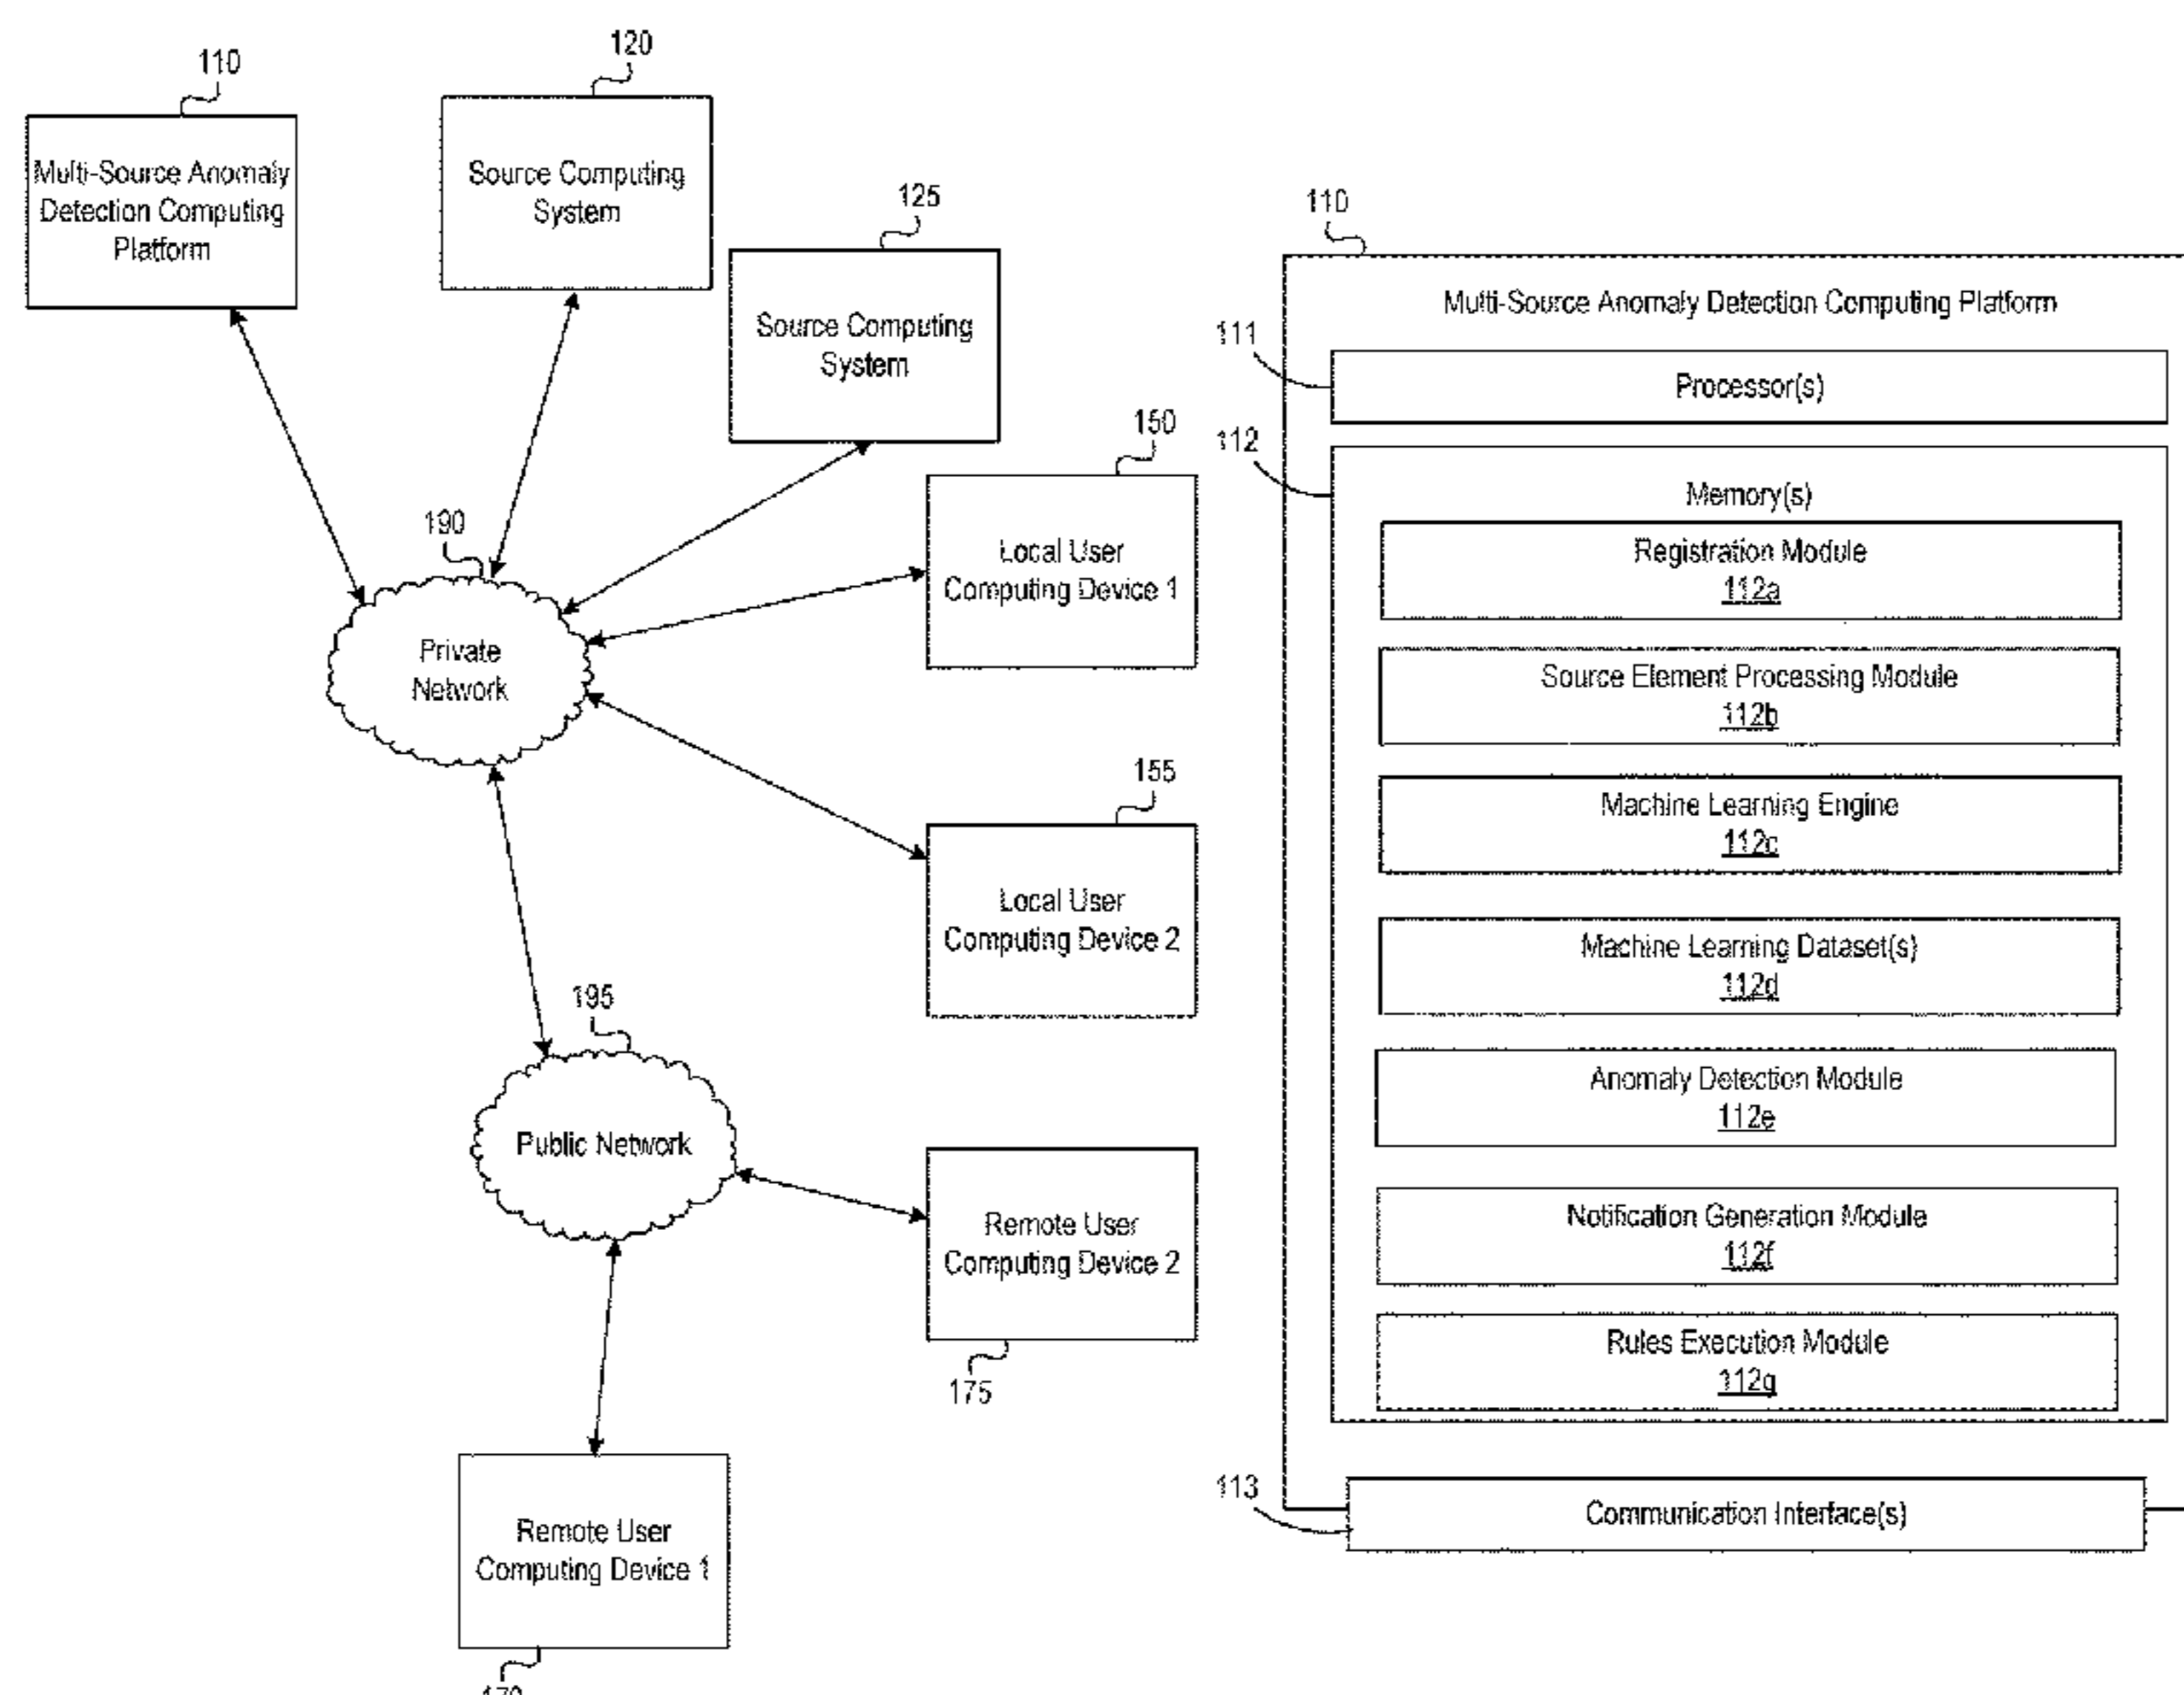 110
Multi-Source Anomaly
Detection Computing
Platform
120
Source Computing
System
125
Source Computing
System
190
Private
Network
150
Local User
Computing Device 1
155
Local User
Computing Device 2
195
Public Network
Remote User
Computing Device 2
175
Remote User
Computing Device 1
110
Multi-Source Anomaly Detection Computing Platform
111
Processor(s)
112
Memory(s)
Registration Module
112a
Source Element Processing Module
112b
Machine Learning Engine
112c
Machine Learning Dataset(s)
112d
Anomaly Detection Module
112e
Notification Generation Module
112f
Rules Execution Module
112g
113
Communication Interface(s)